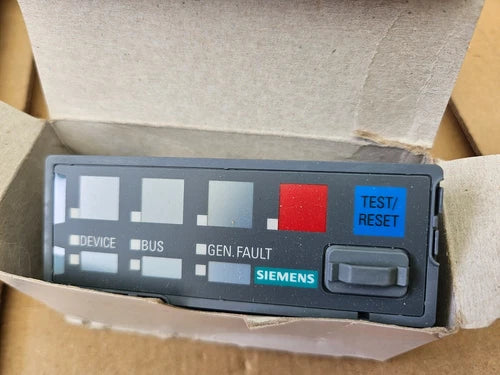 TEST/
RESET
DEVICE BUS GEN. FAULT
SIEMENS